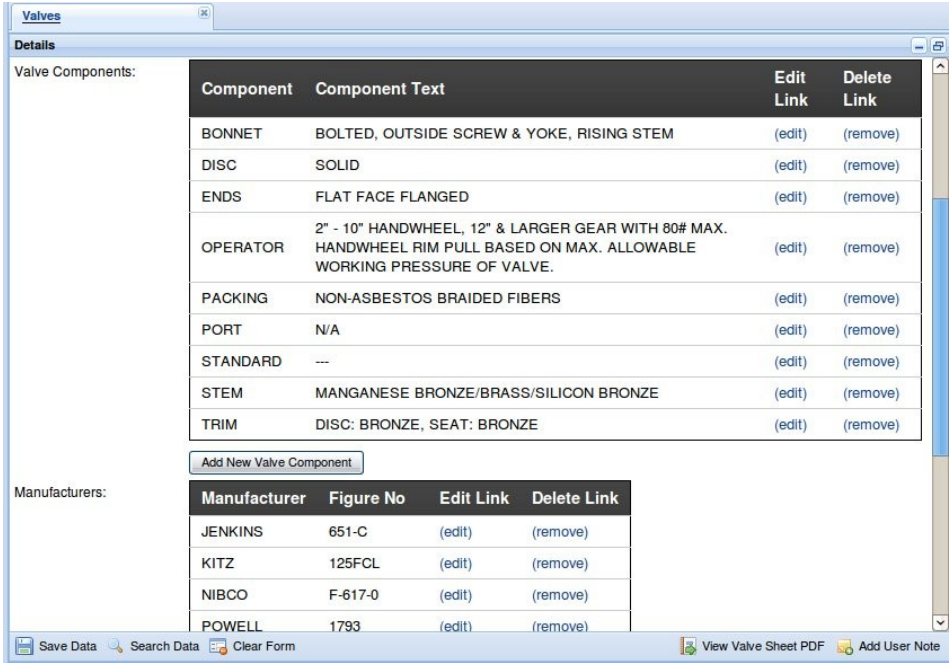 Valves
Details
Valve Components:
Component Component Text Edit Link Delete Link
BONNET BOLTED, OUTSIDE SCREW & YOKE, RISING STEM (edit) (remove)
DISC SOLID (edit) (remove)
ENDS FLAT FACE FLANGED (edit) (remove)
OPERATOR 2" - 10" HANDWHEEL, 12" & LARGER GEAR WITH 80# MAX.
HANDWHEEL RIM PULL BASED ON MAX. ALLOWABLE
WORKING PRESSURE OF VALVE. (edit) (remove)
PACKING NON-ASBESTOS BRAIDED FIBERS (edit) (remove)
PORT N/A (edit) (remove)
STANDARD --- (edit) (remove)
STEM MANGANESE BRONZE/BRASS/SILICON BRONZE (edit) (remove)
TRIM DISC: BRONZE, SEAT: BRONZE (edit) (remove)
Add New Valve Component
Manufacturers:
Manufacturer Figure No Edit Link Delete Link
JENKINS 651-C (edit) (remove)
KITZ 125FCL (edit) (remove)
NIBCO F-617-0 (edit) (remove)
POWELL 1793 (edit) (remove)
Save Data Search Data Clear Form View Valve Sheet PDF Add User Note